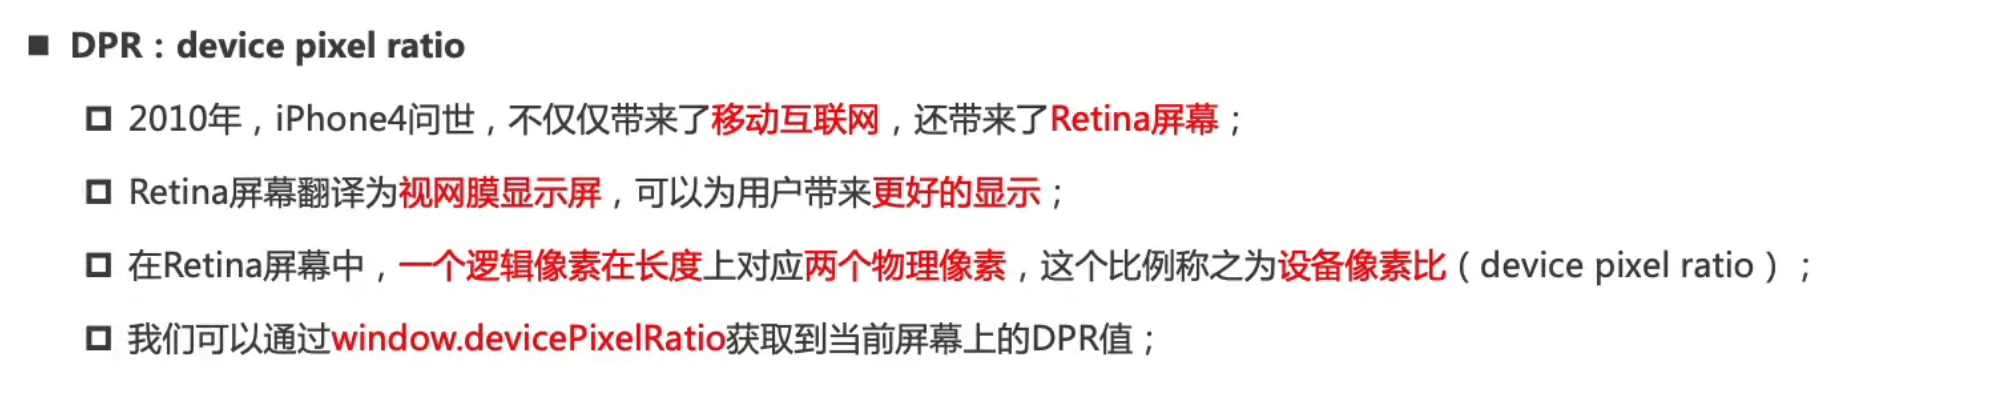 DPR：device pixel ratio
2010年，iPhone4问世，不仅仅带来了移动互联网，还带来了Retina屏幕；
Retina屏幕翻译为视网膜显示屏，可以为用户带来更好的显示；
在Retina屏幕中，一个逻辑像素在长度上对应两个物理像素，这个比例称之为设备像素比（device pixel ratio）；
我们可以通过window.devicePixelRatio获取到当前屏幕上的DPR值；